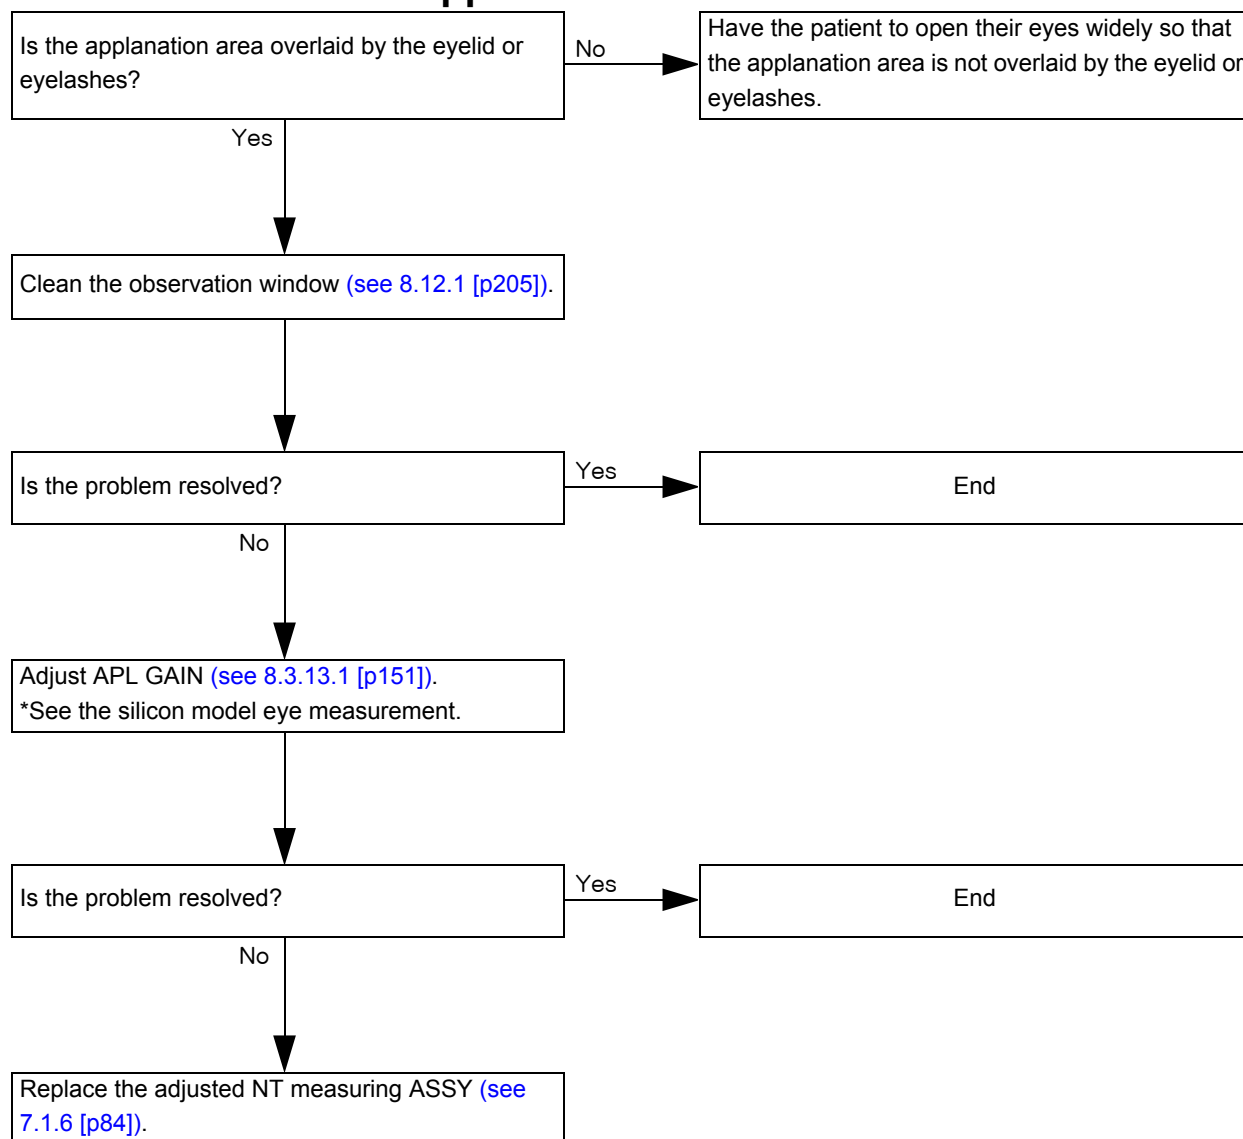 Is the applanation area overlaid by the eyelid or
eyelashes?
No
Have the patient to open their eyes widely so that
the applanation area is not overlaid by the eyelid or
eyelashes.
Yes
Clean the observation window (see 8.12.1 [p205]).
Is the problem resolved?
Yes
End
No
Adjust APL GAIN (see 8.3.13.1 [p151]).
*See the silicon model eye measurement.
Is the problem resolved?
Yes
End
No
Replace the adjusted NT measuring ASSY (see
7.1.6 [p84]).